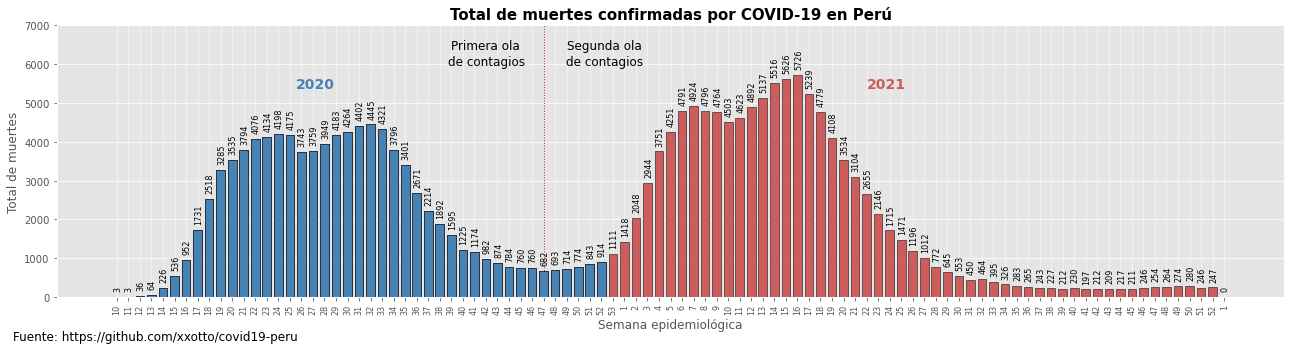 Total de muertes confirmadas por COVID-19 en Perú
7000
6000
5000
4000
3000
2000
1000
0
Total de muertes
Primera ola
de contagios
Segunda ola
de contagios
2020
2021
3 3 36 64 226 536 952 1731 2518 3285 3535 3794 4076 4134 4198 4175 3743 3759 3949 4183 4264 4402 4445 4321 3796 3401 2671 2214 1892 1595 1225 1174 982 874 784 760 760 682 693 714 774 843 914 1111 1418 2048 2944 3751 4251 4791 4924 4796 4764 4503 4623 4892 5137 5516 5626 5726 5239 4779 4108 3534 3104 2655 2146 1715 1471 1196 1012 772 645 553 450 464 395 326 283 265 243 227 212 230 197 212 209 217 211 246 254 264 274 280 246 247 0
10 11 12 13 14 15 16 17 18 19 20 21 22 23 24 25 26 27 28 29 30 31 32 33 34 35 36 37 38 39 40 41 42 43 44 45 46 47 48 49 50 51 52 53 1 2 3 4 5 6 7 8 9 10 11 12 13 14 15 16 17 18 19 20 21 22 23 24 25 26 27 28 29 30 31 32 33 34 35 36 37 38 39 40 41 42 43 44 45 46 47 48 49 50 51 52 1
Semana epidemiológica
Fuente: https://github.com/xxotto/covid19-peru